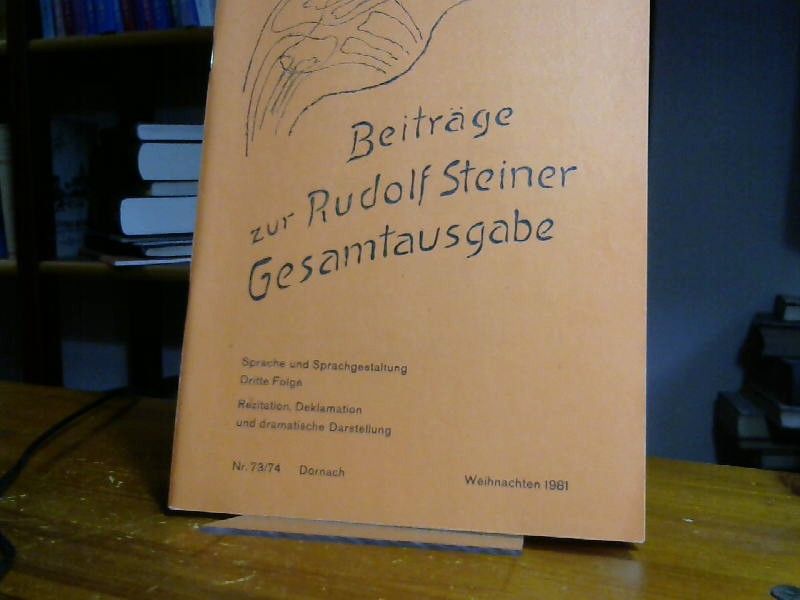 Beiträge
zur Rudolf Steiner
Gesamtausgabe
Sprache und Sprachgestaltung
Dritte Folge
Rezitation, Deklamation
und dramatische Darstellung
Nr. 73/74 Dornach Weihnachten 1981